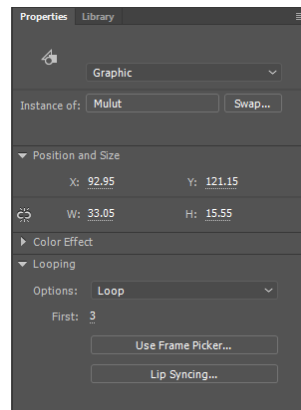 Properties Library
Graphic
Instance of: Mulut Swap...
Position and Size
X: 92.95 Y: 121.15
W: 33.05 H: 15.55
Color Effect
Looping
Options: Loop
First: 3
Use Frame Picker...
Lip Syncing...